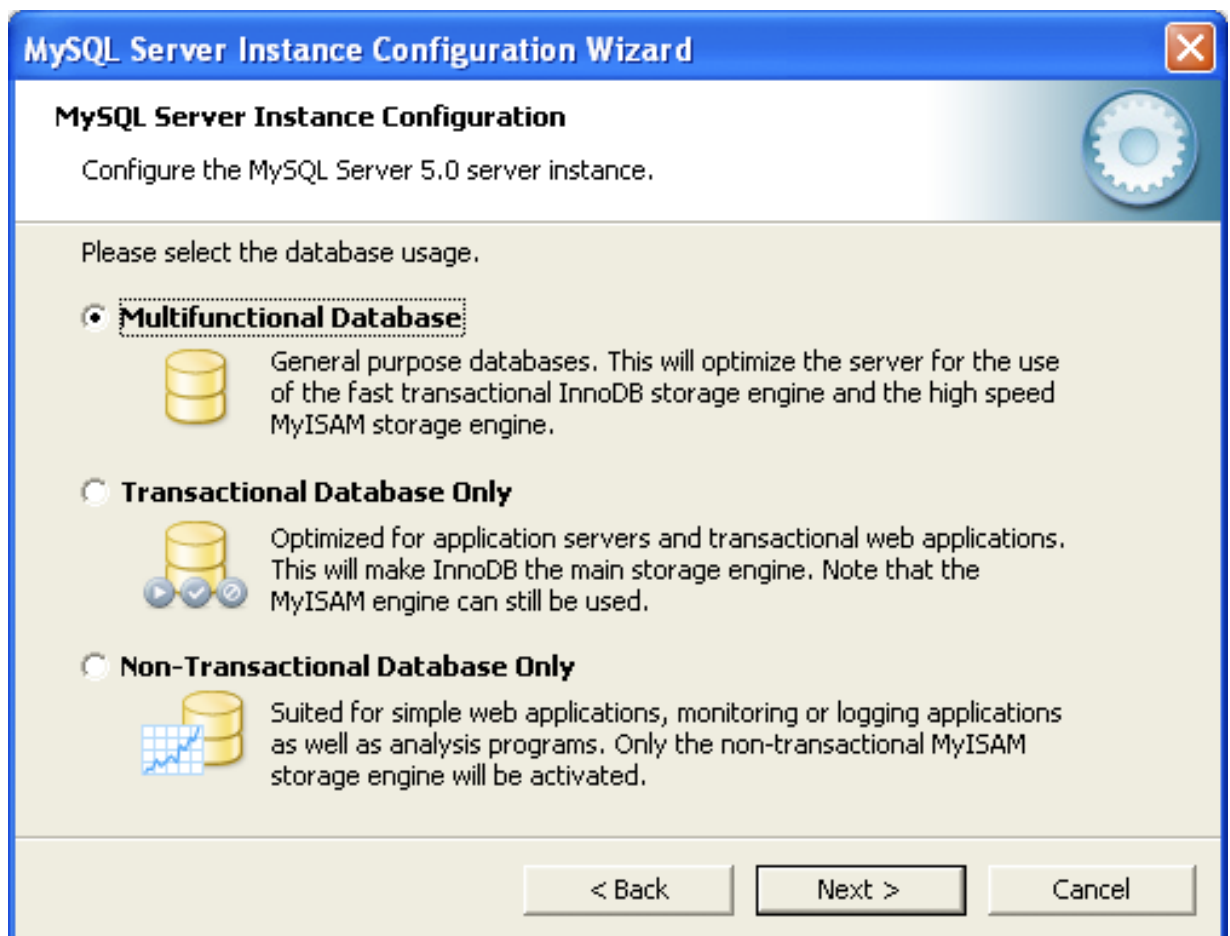 MySQL Server Instance Configuration Wizard
MySQL Server Instance Configuration
Configure the MySQL Server 5.0 server instance.
Please select the database usage.
Multifunctional Database
General purpose databases. This will optimize the server for the use
of the fast transactional InnoDB storage engine and the high speed
MyISAM storage engine.
Transactional Database Only
Optimized for application servers and transactional web applications.
This will make InnoDB the main storage engine. Note that the
MyISAM engine can still be used.
Non-Transactional Database Only
Suited for simple web applications, monitoring or logging applications
as well as analysis programs. Only the non-transactional MyISAM
storage engine will be activated.
< Back Next > Cancel